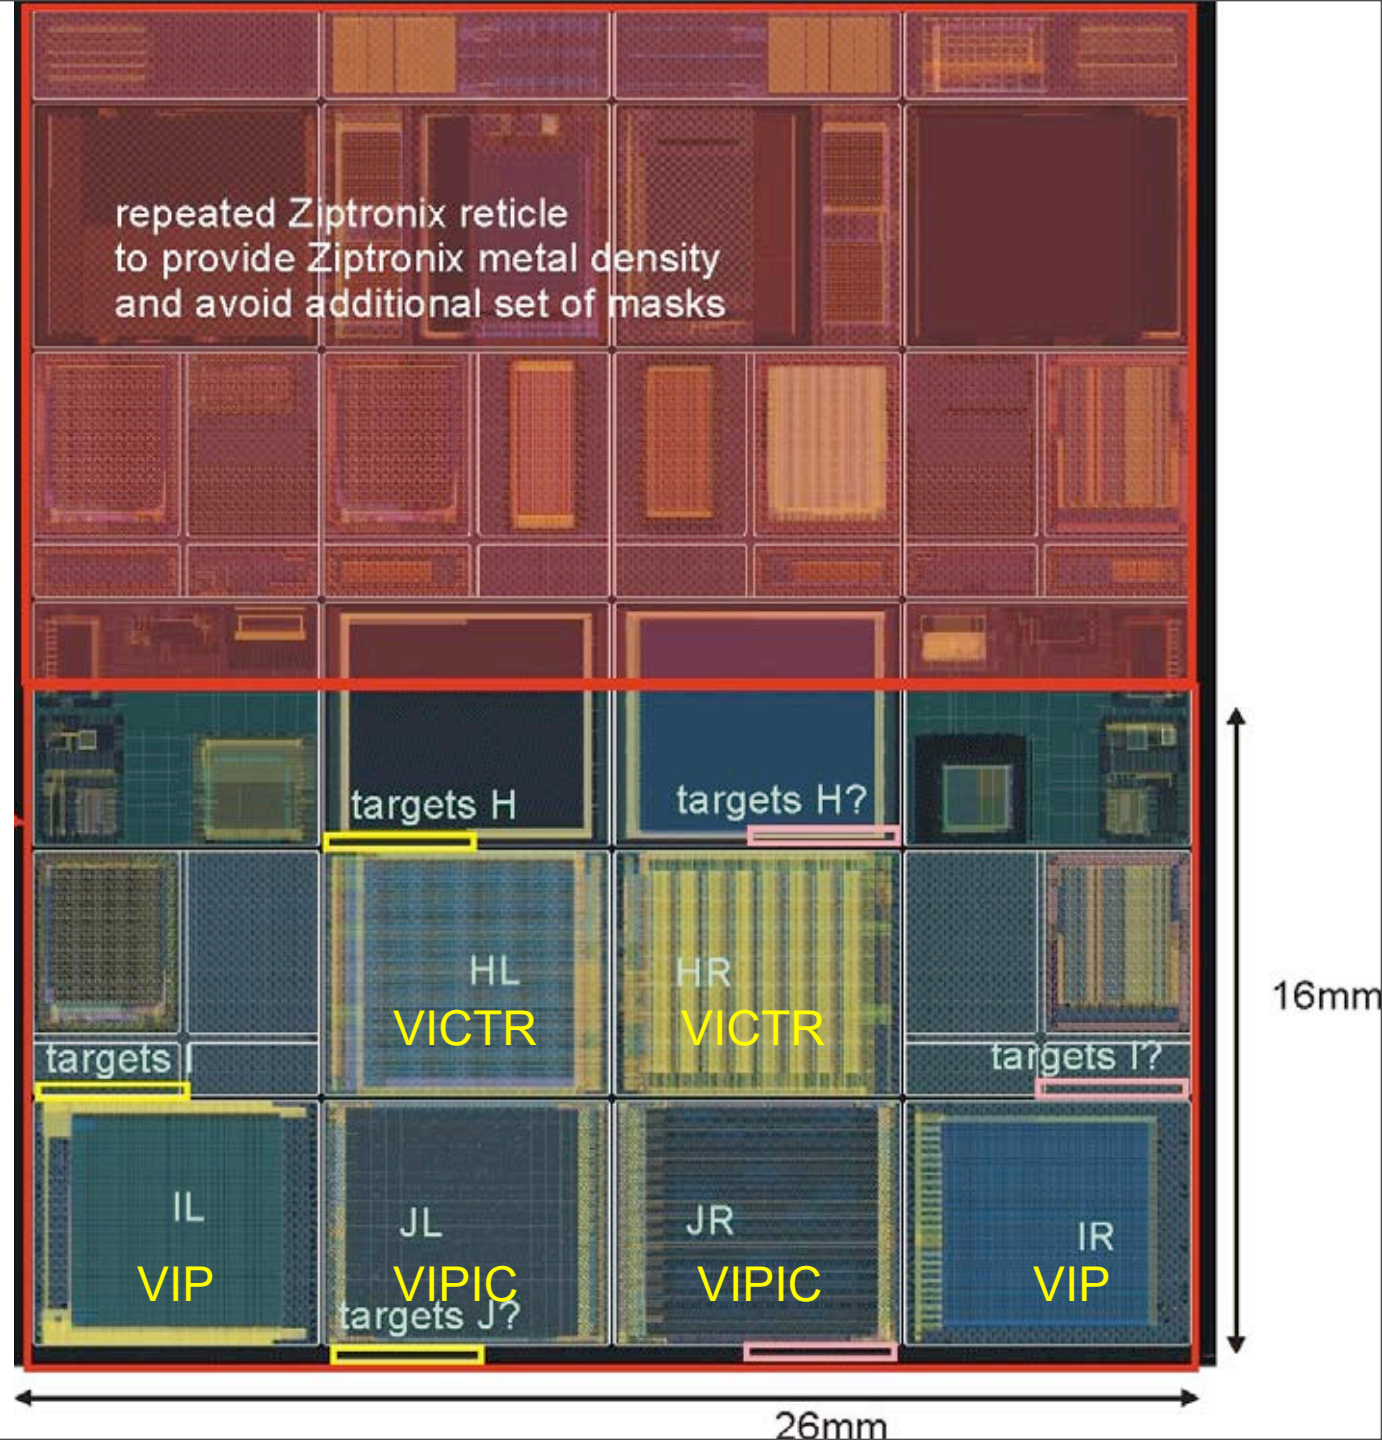 repeated Ziptronix reticle
to provide Ziptronix metal density
and avoid additional set of masks
targets H
targets H?
HL
HR
VICTR
VICTR
16mm
targets I
targets I?
IL
JL
JR
IR
VIP
VIPIC
VIPIC
VIP
targets J?
26mm